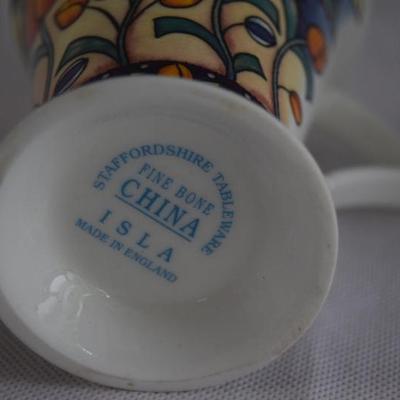 STAFFORDSHIRE TABLEWARE
FINE BONE
CHINA
ISLA
MADE IN ENGLAND